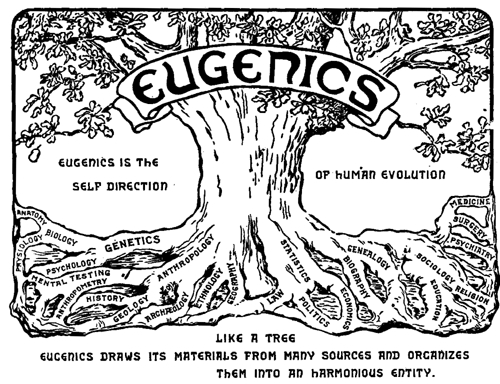 EUGENICS
EUGENICS IS THE
SELF DIRECTION
OF HUMAN EVOLUTION
ANATOMY
PHYSIOLOGY
BIOLOGY
GENETICS
PSYCHOLOGY
MENTAL TESTING
ANTHROPOMETRY
HISTORY
GEOLOGY
ANTHROPOLOGY
ARCHÆOLOGY
ETHNOLOGY
GEOGRAPHY
LAW
STATISTICS
POLITICS
ECONOMICS
BIOGRAPHY
GENEALOGY
EDUCATION
SOCIOLOGY
RELIGION
PSYCHIATRY
SURGERY
MEDICINE
LIKE A TREE
EUGENICS DRAWS ITS MATERIALS FROM MANY SOURCES AND ORGANIZES
THEM INTO AN HARMONIOUS ENTITY.